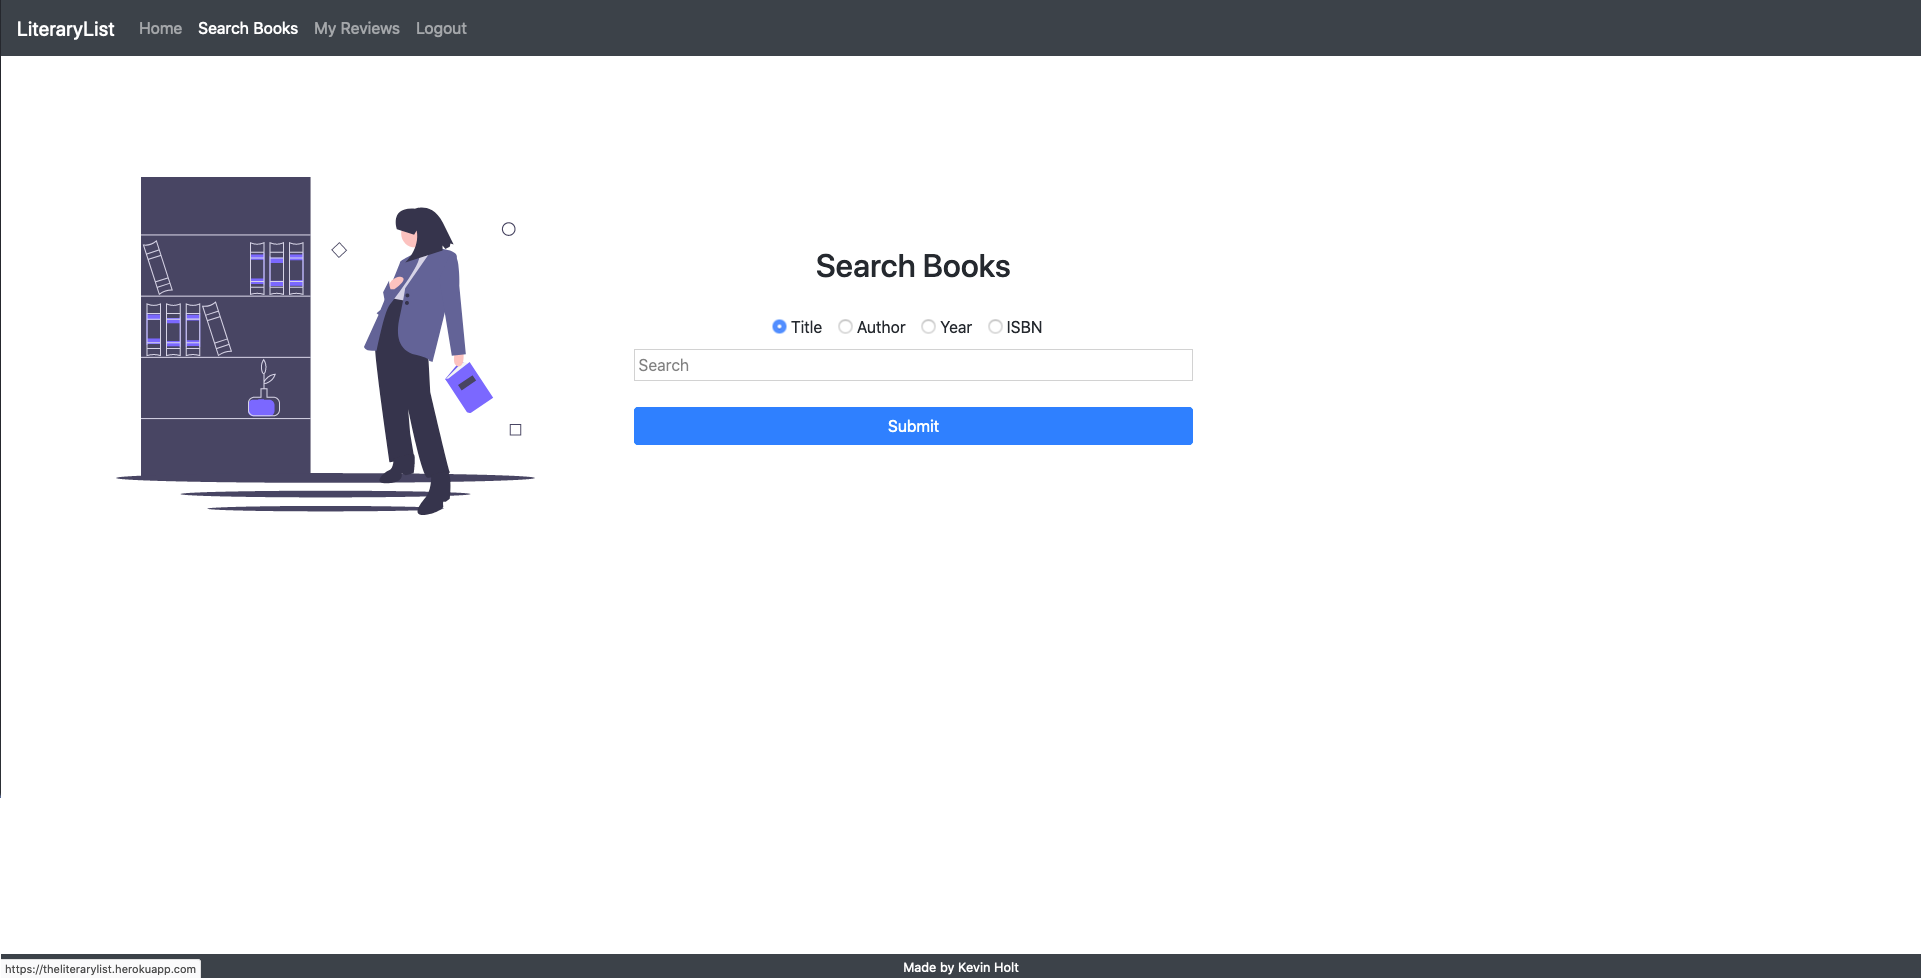 LiteraryList Home Search Books My Reviews Logout
Search Books
Title Author Year ISBN
Search
Submit
Made by Kevin Holt
https://theliterarylist.herokuapp.com